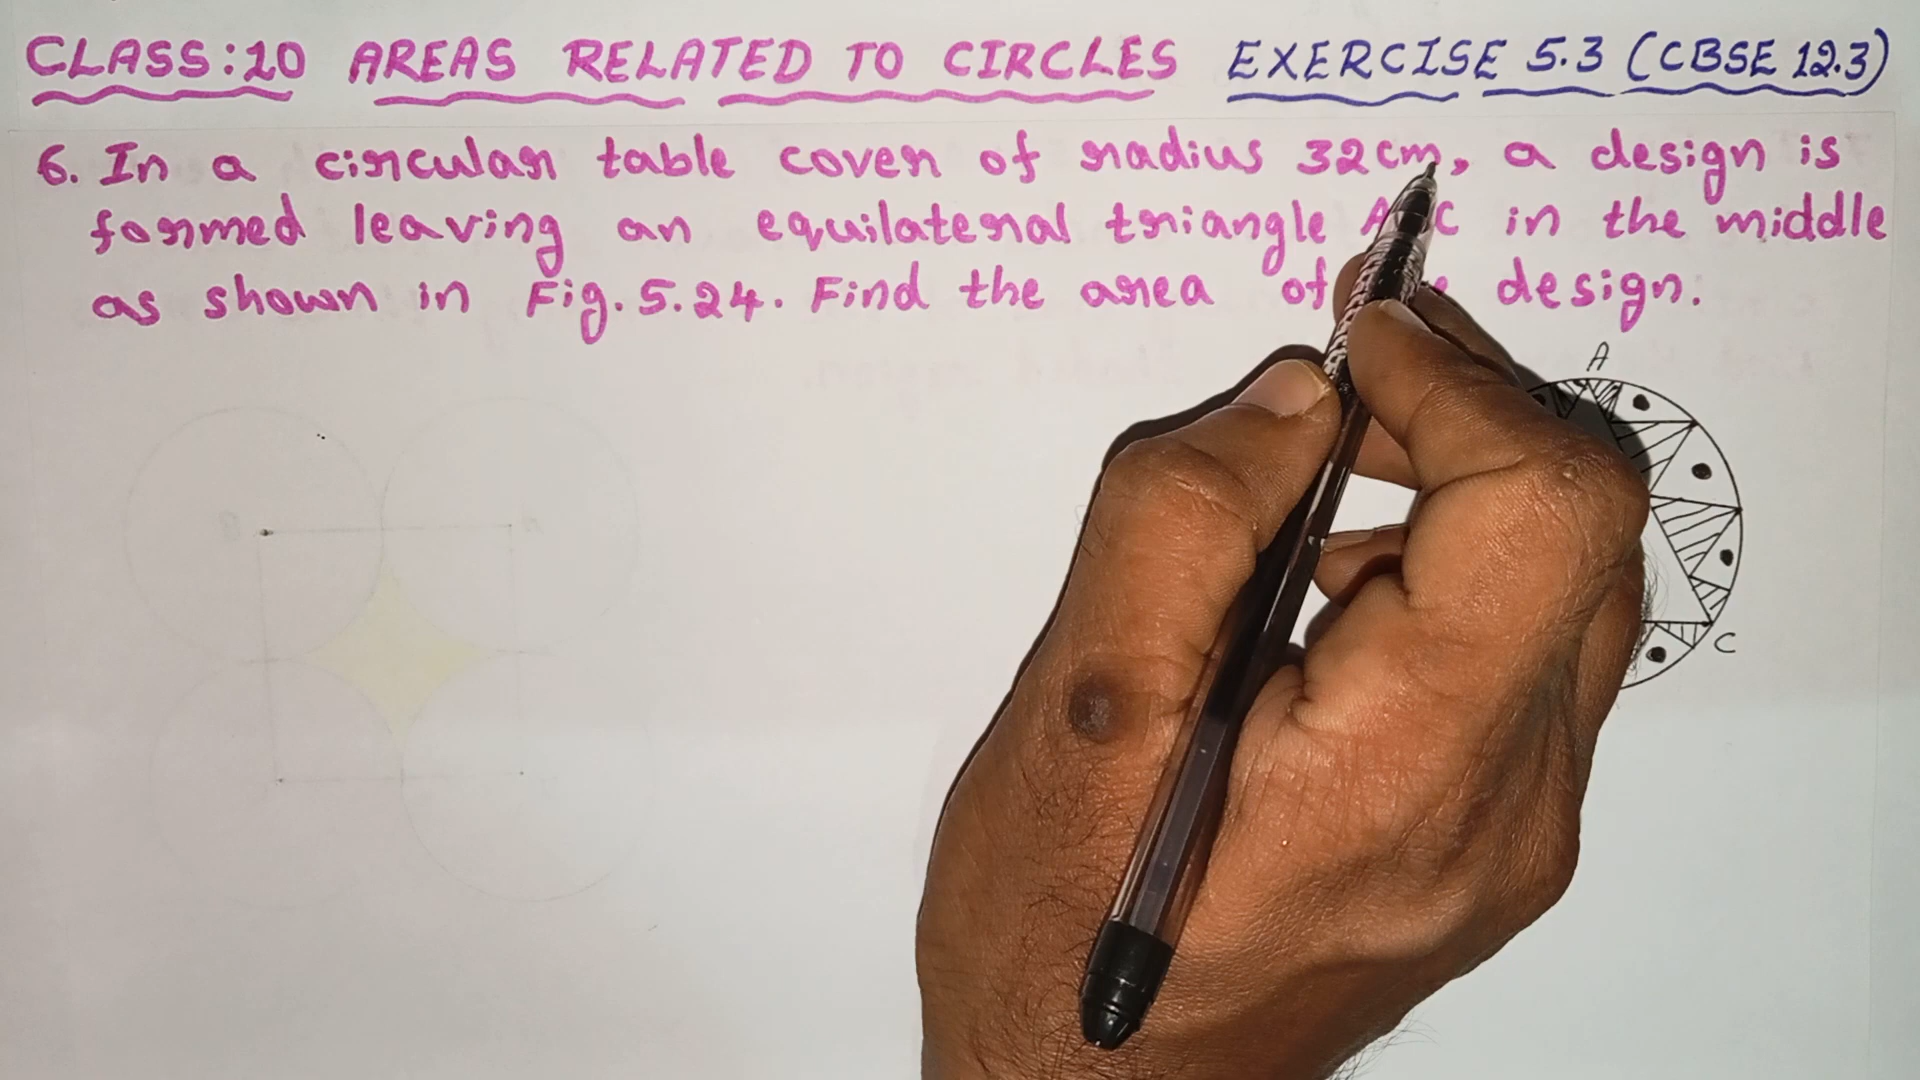 CLASS:10 AREAS RELATED TO CIRCLES EXERCISE 5.3 (CBSE 12.3)
6. In a circular table cover of radius 32cm, a design is
formed leaving an equilateral triangle in the middle
as shown in Fig. 5.24. Find the area of design.
A
C